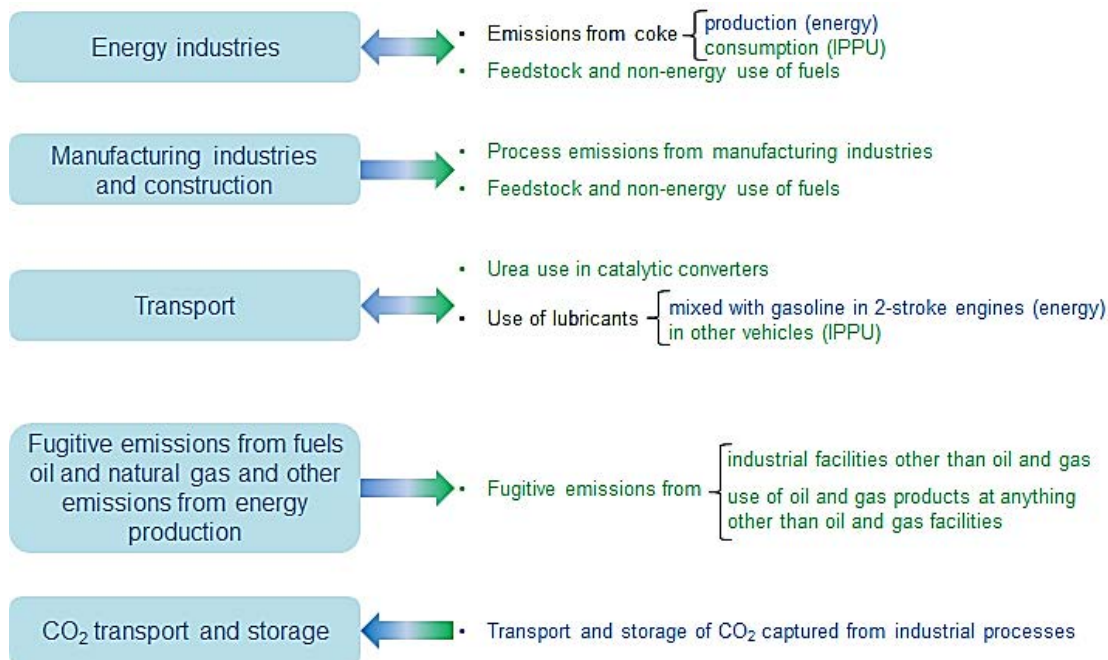 Energy industries
• Emissions from coke
production (energy)
consumption (IPPU)
• Feedstock and non-energy use of fuels
Manufacturing industries
and construction
• Process emissions from manufacturing industries
• Feedstock and non-energy use of fuels
Transport
• Urea use in catalytic converters
• Use of lubricants
mixed with gasoline in 2-stroke engines (energy)
in other vehicles (IPPU)
Fugitive emissions from fuels
oil and natural gas and other
emissions from energy
production
• Fugitive emissions from
industrial facilities other than oil and gas
use of oil and gas products at anything
other than oil and gas facilities
CO₂ transport and storage
• Transport and storage of CO₂ captured from industrial processes